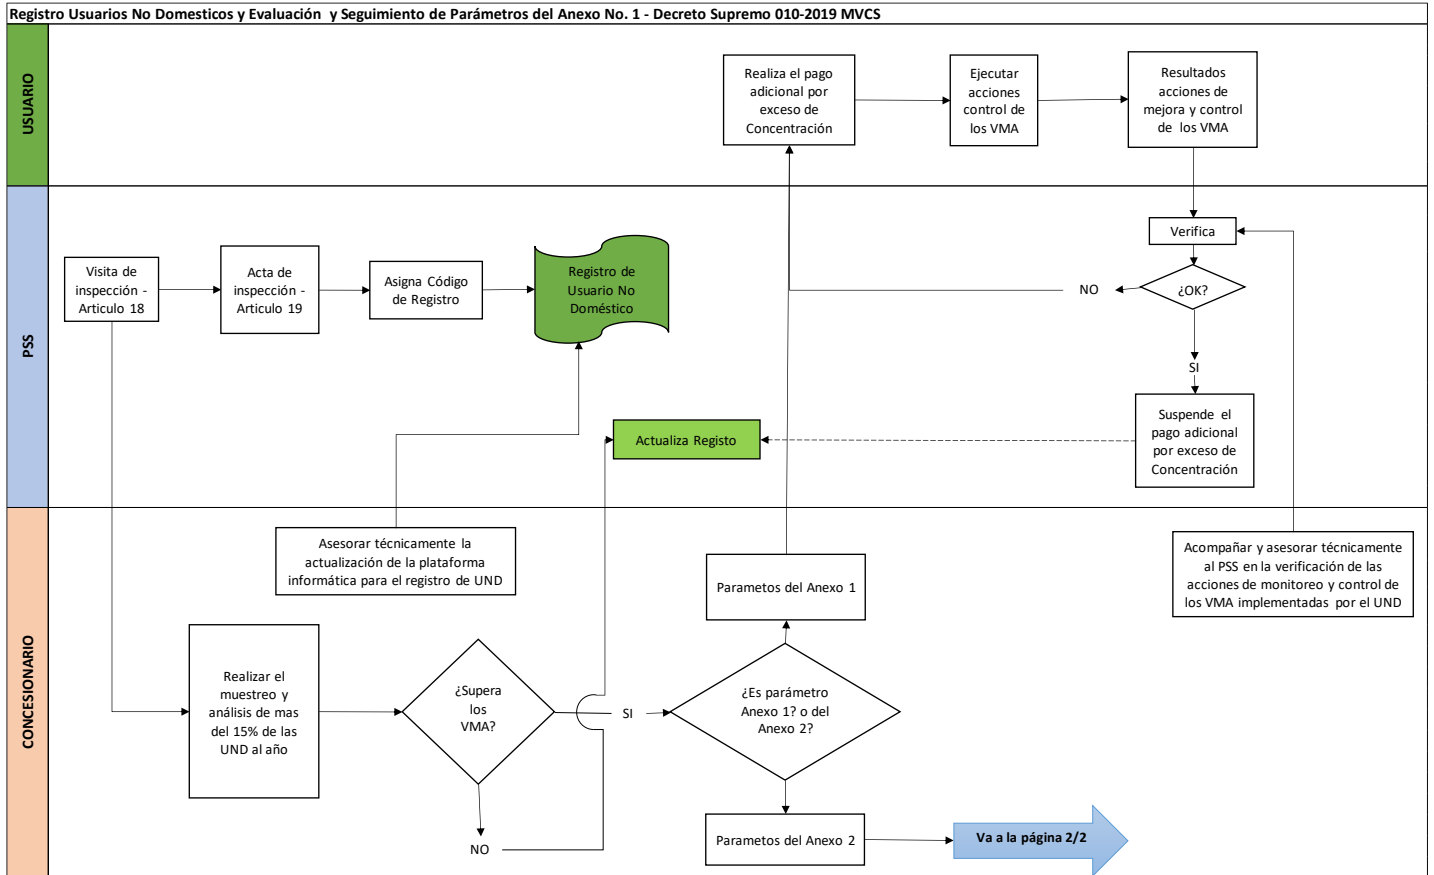 Registro Usuarios No Domesticos y Evaluación y Seguimiento de Parámetros del Anexo No. 1 - Decreto Supremo 010-2019 MVCS
USUARIO
Realiza el pago
adicional por
exceso de
Concentración
Ejecutar
acciones
control de
los VMA
Resultados
acciones de
mejora y control
de los VMA
PSS
Visita de
inspección -
Articulo 18
Acta de
inspección -
Articulo 19
Asigna Código
de Registro
Registro de
Usuario No
Doméstico
Verifica
¿OK?
NO
SI
Suspende el
pago adicional
por exceso de
Concentración
Actualiza Registo
CONCESIONARIO
Asesorar técnicamente la
actualización de la plataforma
informática para el registro de UND
Parametos del Anexo 1
Acompañar y asesorar técnicamente
al PSS en la verificación de las
acciones de monitoreo y control de
los VMA implementadas por el UND
Realizar el
muestreo y
análisis de mas
del 15% de las
UND al año
¿Supera
los
VMA?
SI
¿Es parámetro
Anexo 1? o del
Anexo 2?
NO
Parametos del Anexo 2
Va a la página 2/2